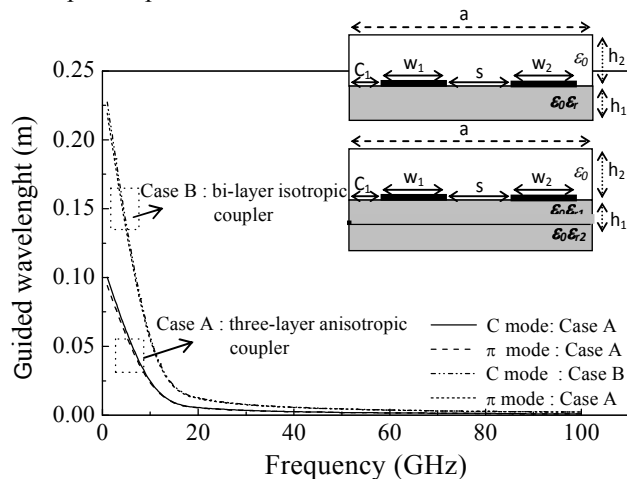 a
C₁
w₁
s
w₂
ε₀
h₂
ε₀εr
h₁
a
C₁
w₁
s
w₂
ε₀
h₂
h₁
ε₀εr2
0.25
0.20
0.15
0.10
0.05
0.00
Guided wavelenght (m)
Case B : bi-layer isotropic
coupler
Case A : three-layer anisotropic
coupler
C mode: Case A
π mode : Case A
C mode : Case B
π mode : Case A
0 20 40 60 80 100
Frequency (GHz)